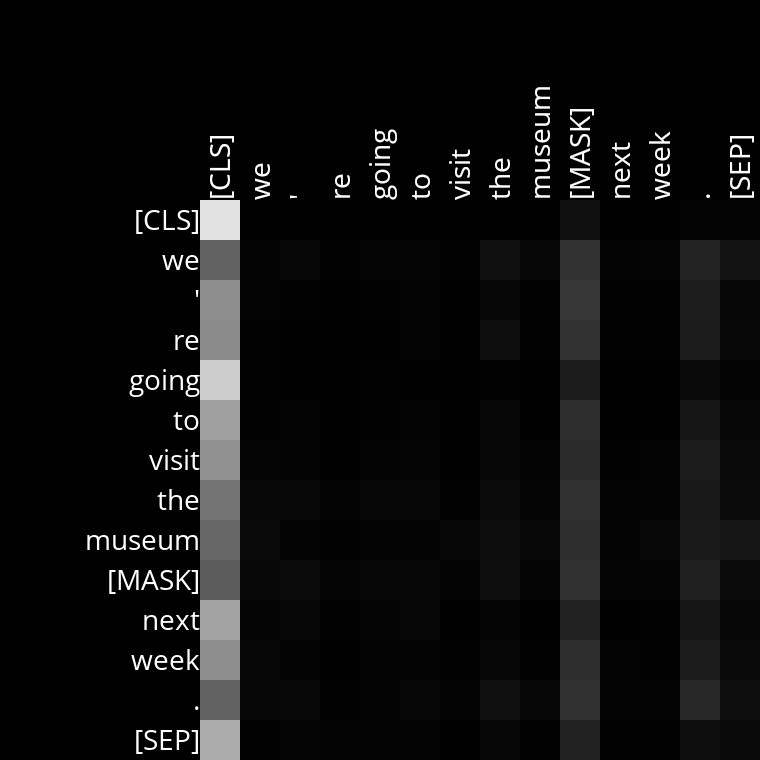 [CLS] we ' re going to visit the museum [MASK] next week . [SEP]
[CLS]
we
'
re
going
to
visit
the
museum
[MASK]
next
week
.
[SEP]